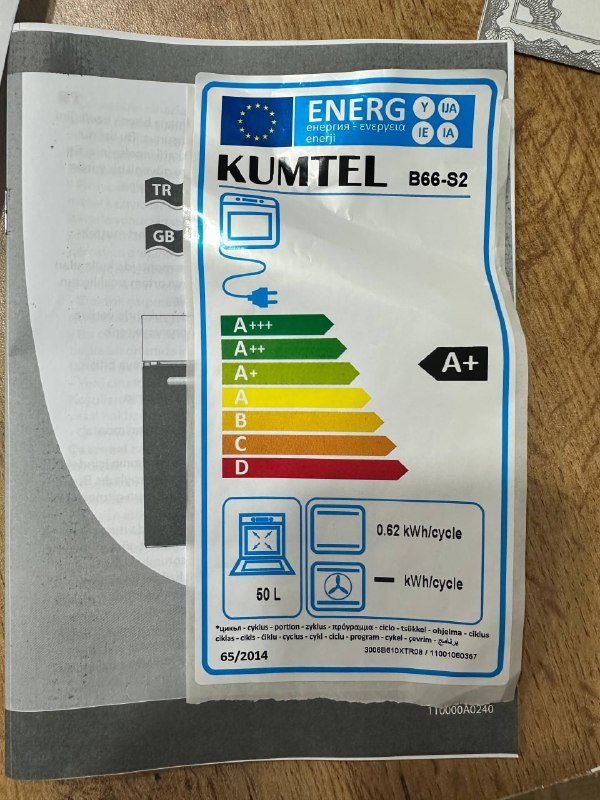 ENERG Y IJA
енергия - ενεργεια IE IA
enerji
KUMTEL B66-S2
TR
GB
A+++
A++
A+
A+
A
B
C
D
0.62 kWh/cycle
50 L
— kWh/cycle
*цикъл - cyklus - portion - zyklus - πρόγραμμα - ciclo - tsükkel - ohjelma - ciklus
ciklas - cikls - ċiklu - cyclus - cykl - ciclu - program - cykel - çevrim - برنامج
65/2014 3006B610XTR08 / 11001060367
110000A0240